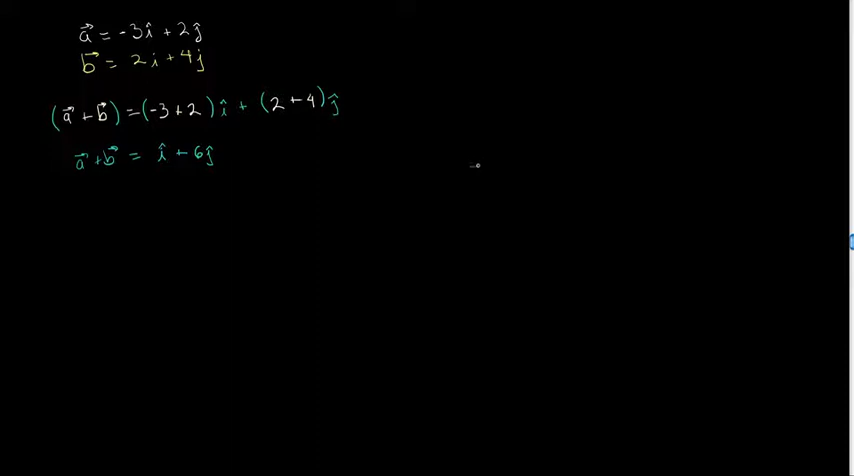 a⃗ = -3î + 2ĵ
b⃗ = 2i + 4j
(a⃗ + b⃗) = (-3 + 2)î + (2 + 4)ĵ
a⃗ + b⃗ = î + 6ĵ